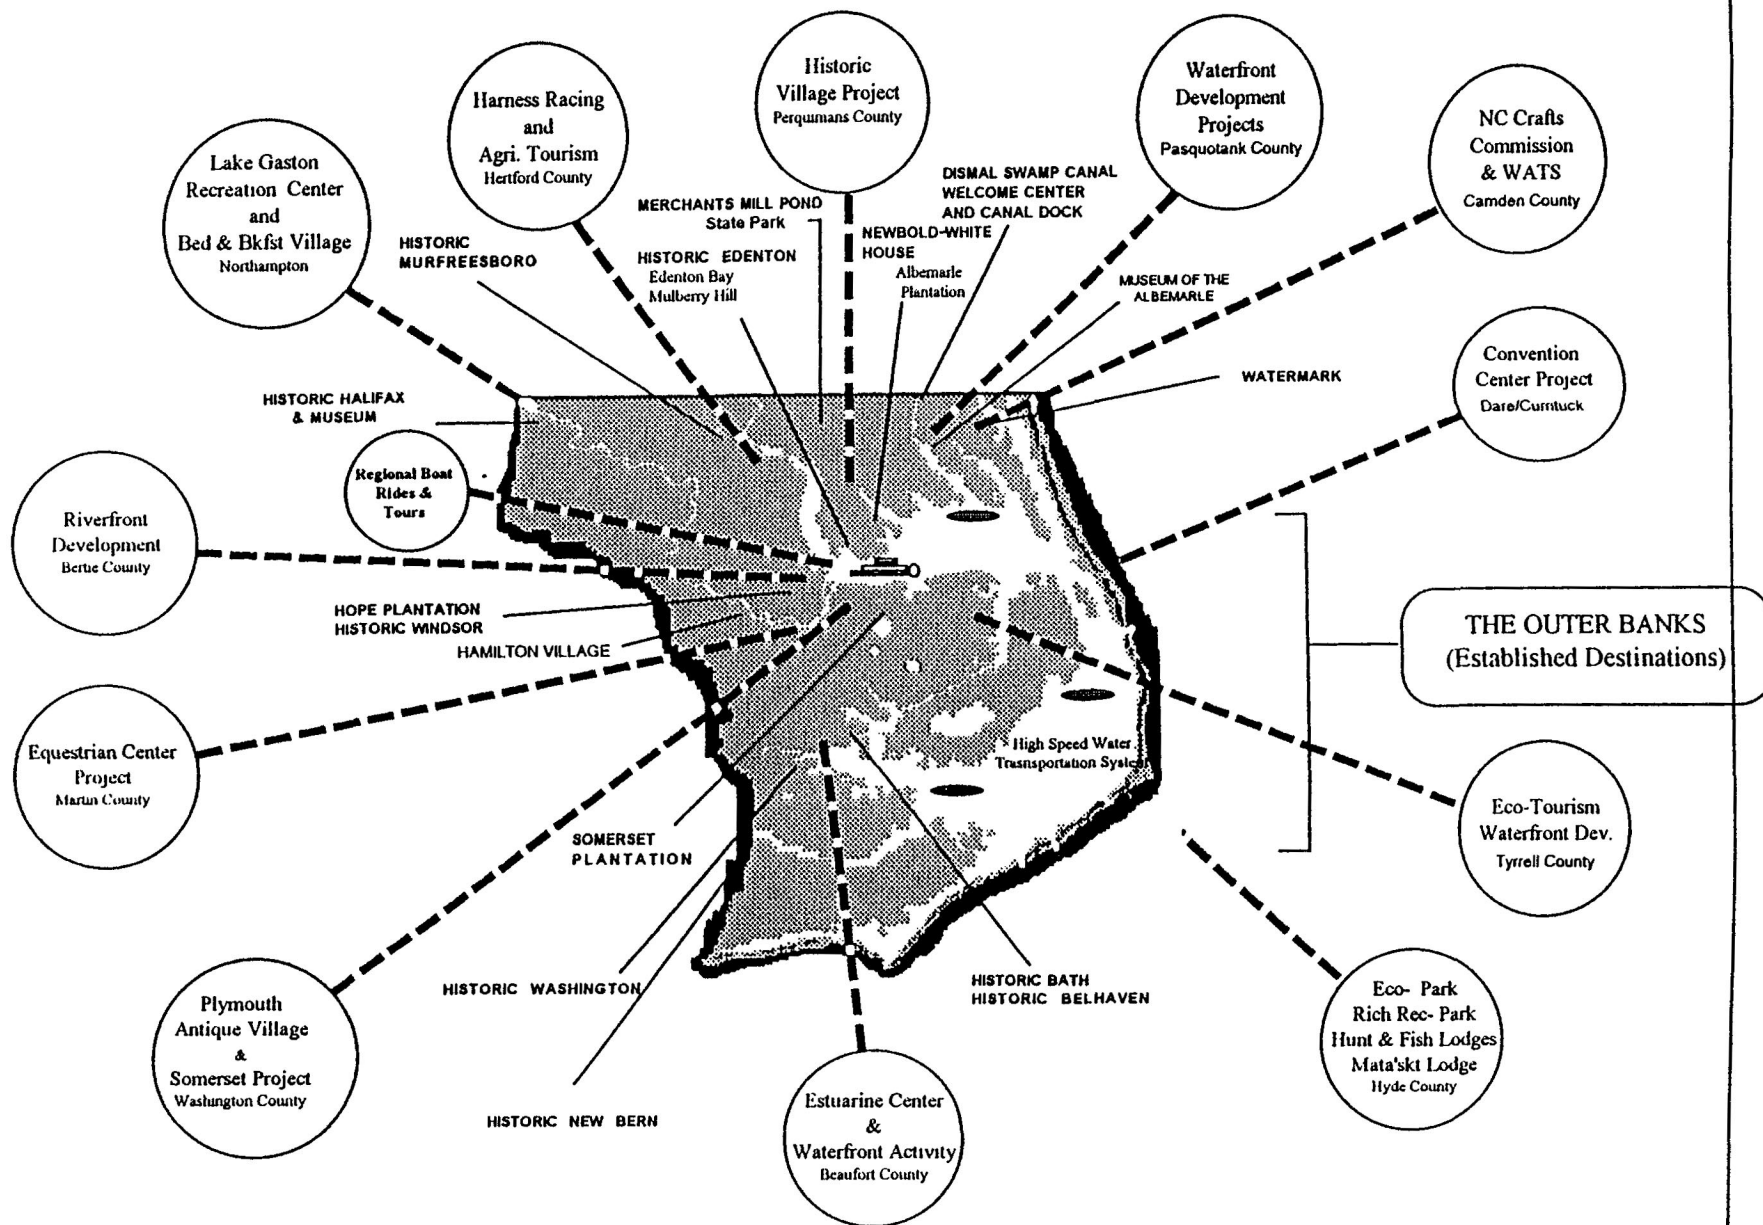 Historic
Village Project
Perquimans County
Harness Racing
and
Agri. Tourism
Hertford County
Waterfront
Development
Projects
Pasquotank County
NC Crafts
Commission
& WATS
Camden County
Lake Gaston
Recreation Center
and
Bed & Bkfst Village
Northampton
HISTORIC
MURFREESBORO
MERCHANTS MILL POND
State Park
HISTORIC EDENTON
Edenton Bay
Mulberry Hill
DISMAL SWAMP CANAL
WELCOME CENTER
AND CANAL DOCK
NEWBOLD-WHITE
HOUSE
Albemarle
Plantation
MUSEUM OF THE
ALBEMARLE
WATERMARK
Convention
Center Project
Dare/Currituck
HISTORIC HALIFAX
& MUSEUM
Regional Boat
Rides &
Tours
Riverfront
Development
Bertie County
HOPE PLANTATION
HISTORIC WINDSOR
HAMILTON VILLAGE
THE OUTER BANKS
(Established Destinations)
Equestrian Center
Project
Martin County
High Speed Water
Trasnsportation System
Eco-Tourism
Waterfront Dev.
Tyrrell County
SOMERSET
PLANTATION
HISTORIC WASHINGTON
HISTORIC BATH
HISTORIC BELHAVEN
Plymouth
Antique Village
&
Somerset Project
Washington County
Eco- Park
Rich Rec- Park
Hunt & Fish Lodges
Mata'skt Lodge
Hyde County
HISTORIC NEW BERN
Estuarine Center
&
Waterfront Activity
Beaufort County